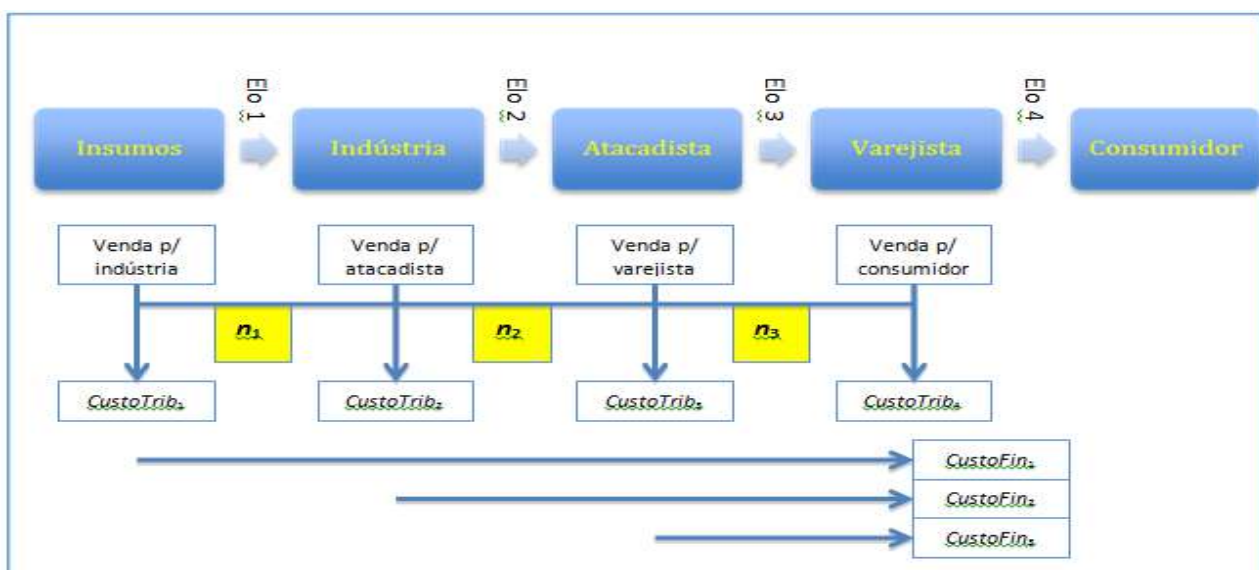 Elo 1
Elo 2
Elo 3
Elo 4
Insumos
Indústria
Atacadista
Varejista
Consumidor
Venda p/
indústria
Venda p/
atacadista
Venda p/
varejista
Venda p/
consumidor
n₁
n₂
n₃
CustoTrib₁
CustoTrib₂
CustoTrib₃
CustoTrib₄
CustoFin₁
CustoFin₂
CustoFin₃